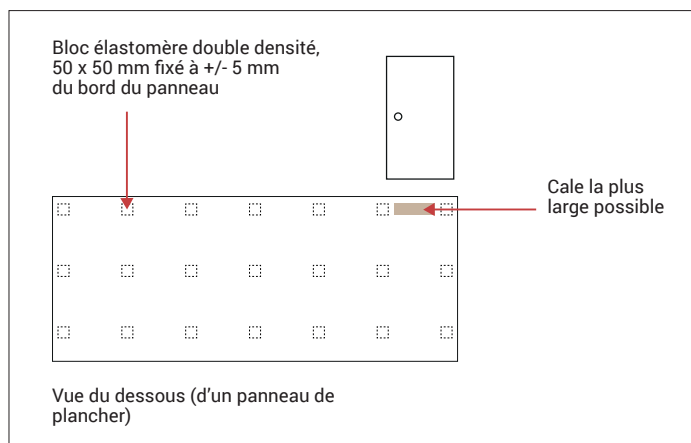 Bloc élastomère double densité,
50 x 50 mm fixé à +/- 5 mm
du bord du panneau
Cale la plus
large possible
Vue du dessous (d’un panneau de
plancher)